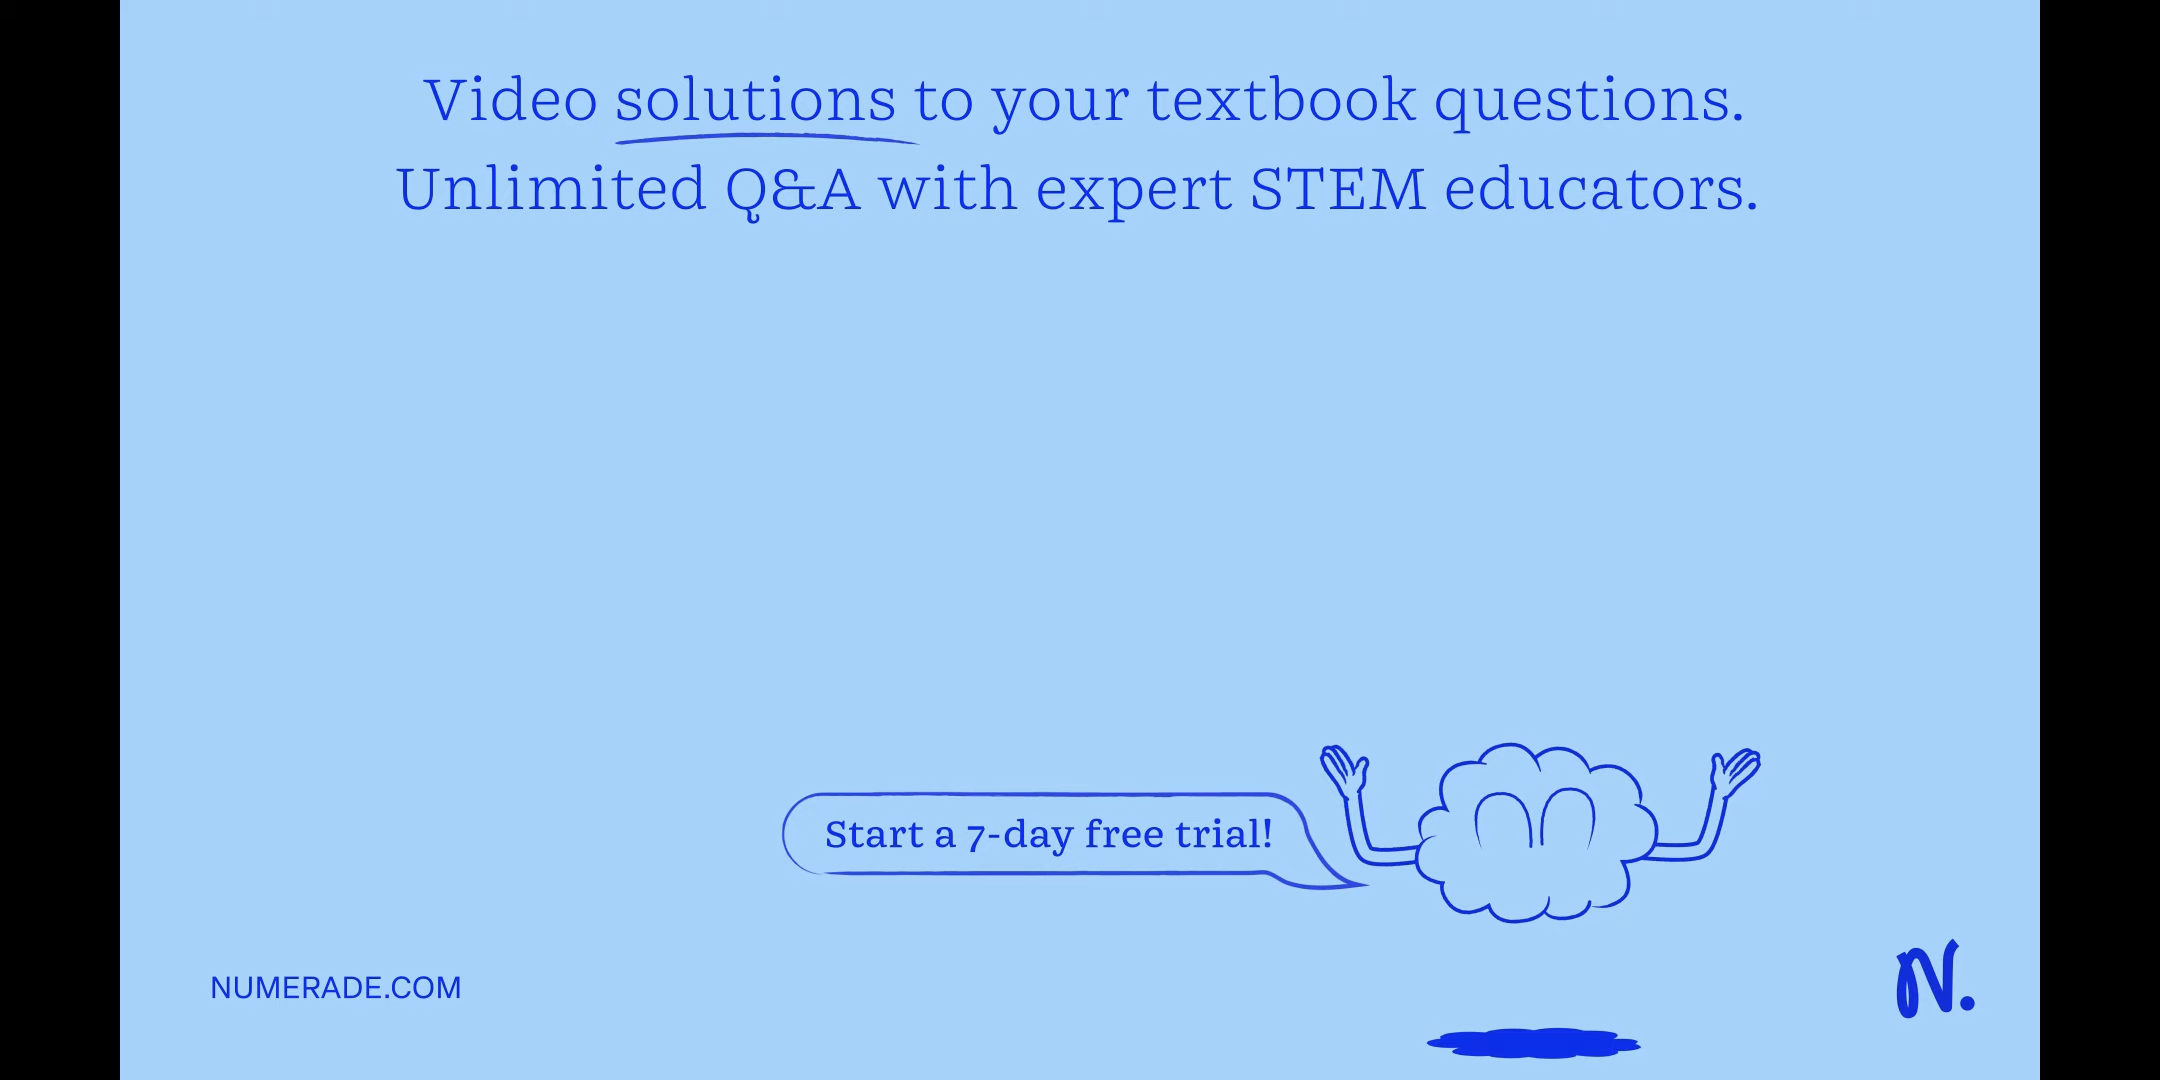 Video solutions to your textbook questions.
Unlimited Q&A with expert STEM educators.
Start a 7-day free trial!
NUMERADE.COM
N.